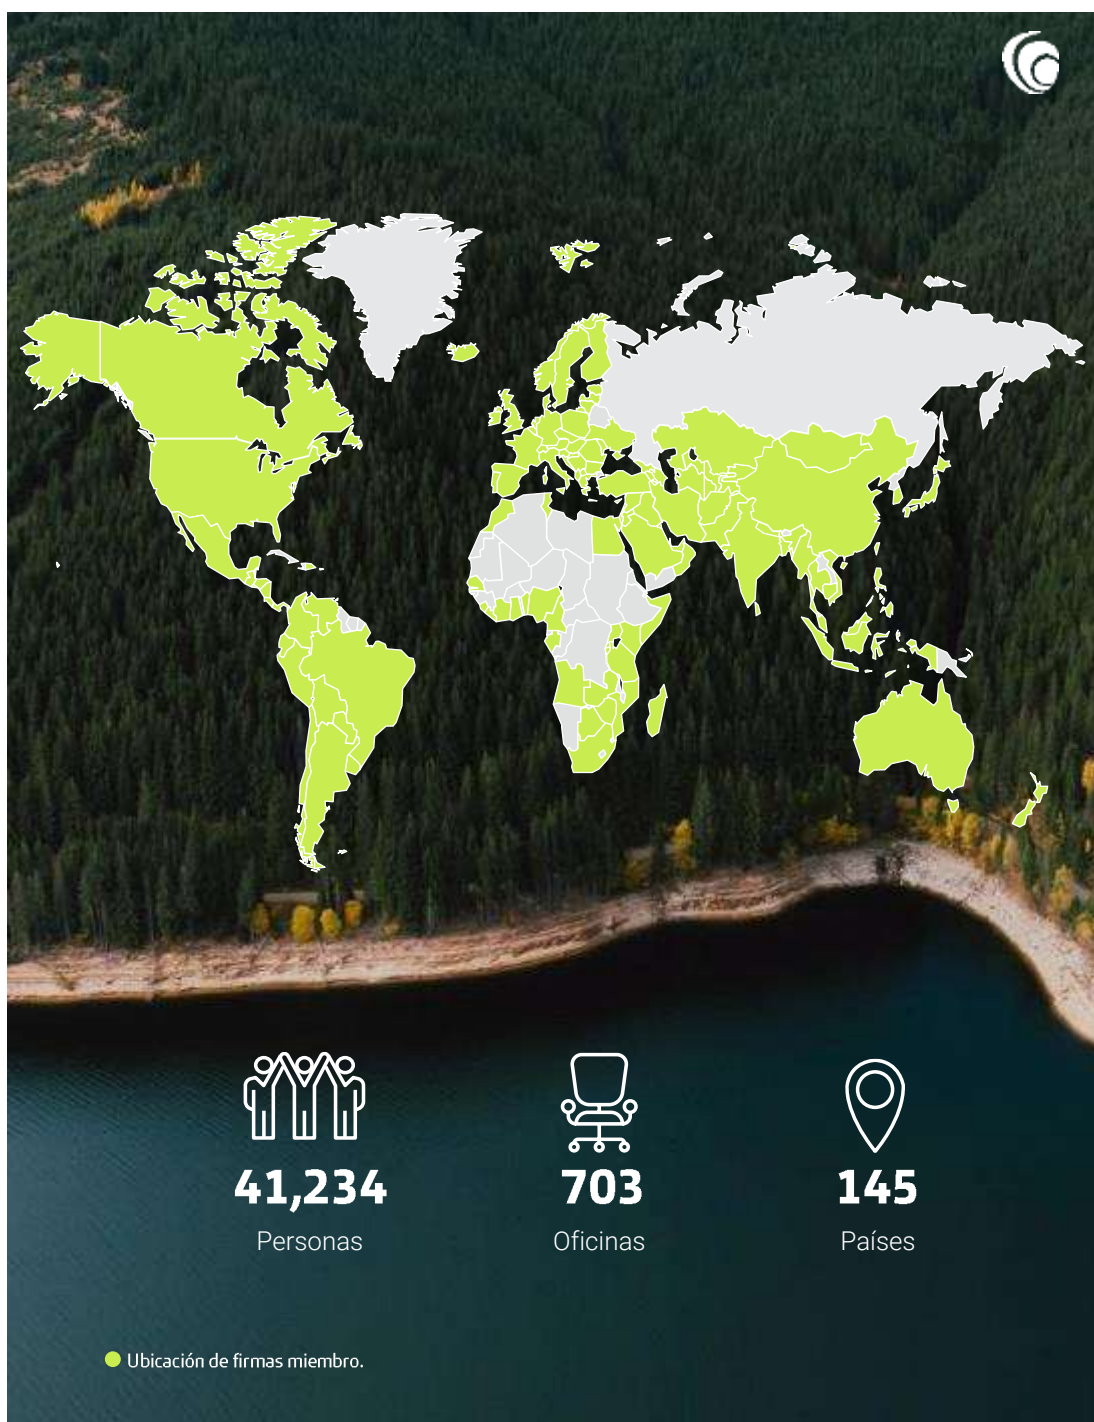 41,234
Personas
703
Oficinas
145
Países
Ubicación de firmas miembro.